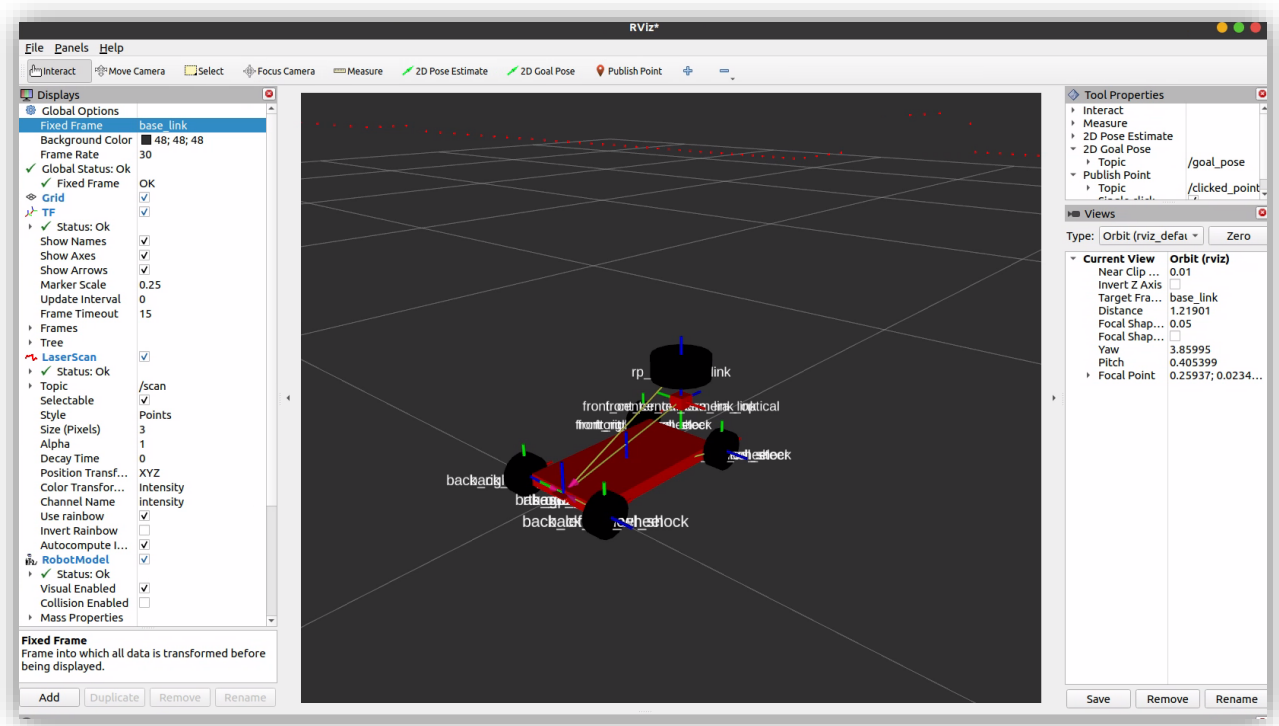 RViz*
File Panels Help
Interact Move Camera Select Focus Camera Measure 2D Pose Estimate 2D Goal Pose Publish Point
Displays
Global Options
Fixed Frame base_link
Background Color 48; 48; 48
Frame Rate 30
Global Status: Ok
Fixed Frame OK
Grid
TF
Status: Ok
Show Names
Show Axes
Show Arrows
Marker Scale 0.25
Update Interval 0
Frame Timeout 15
Frames
Tree
LaserScan
Status: Ok
Topic /scan
Selectable
Style Points
Size (Pixels) 3
Alpha 1
Decay Time 0
Position Transf... XYZ
Color Transfor... Intensity
Channel Name intensity
Use rainbow
Invert Rainbow
Autocompute I...
RobotModel
Status: Ok
Visual Enabled
Collision Enabled
Mass Properties
Fixed Frame
Frame into which all data is transformed before
being displayed.
Add Duplicate Remove Rename
rp_ link
Tool Properties
Interact
Measure
2D Pose Estimate
2D Goal Pose
Topic /goal_pose
Publish Point
Topic /clicked_point
Views
Type: Orbit (rviz_defau Zero
Current View Orbit (rviz)
Near Clip ... 0.01
Invert Z Axis
Target Fra... base_link
Distance 1.21901
Focal Shap... 0.05
Focal Shap...
Yaw 3.85995
Pitch 0.405399
Focal Point 0.25937; 0.0234...
Save Remove Rename